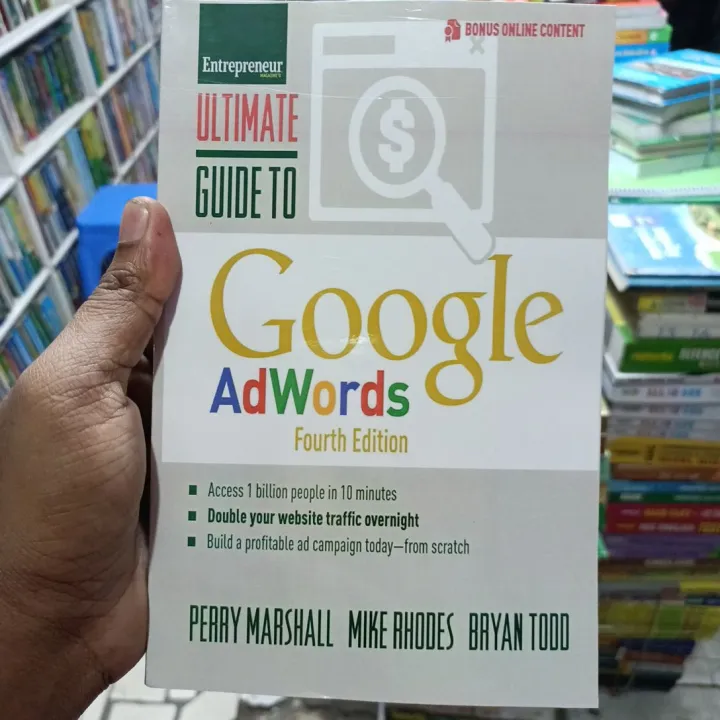 BONUS ONLINE CONTENT
Entrepreneur
MAGAZINE'S
ULTIMATE
GUIDE TO
$
Google
AdWords
Fourth Edition
Access 1 billion people in 10 minutes
Double your website traffic overnight
Build a profitable ad campaign today—from scratch
PERRY MARSHALL MIKE RHODES BRYAN TODD